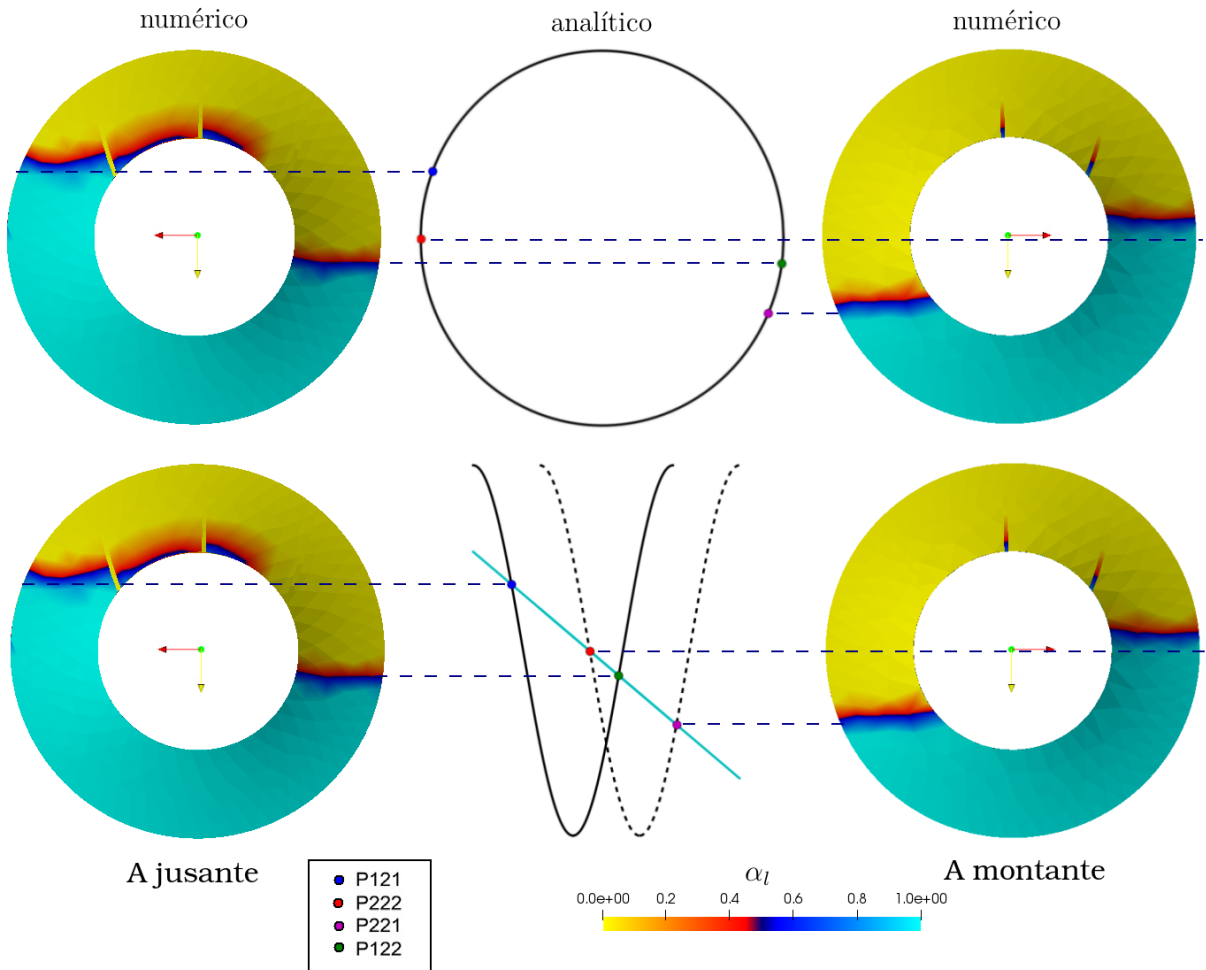 numérico
analítico
numérico
A jusante
A montante
P121
P222
P221
P122
α_l
0.0e+00 0.2 0.4 0.6 0.8 1.0e+00